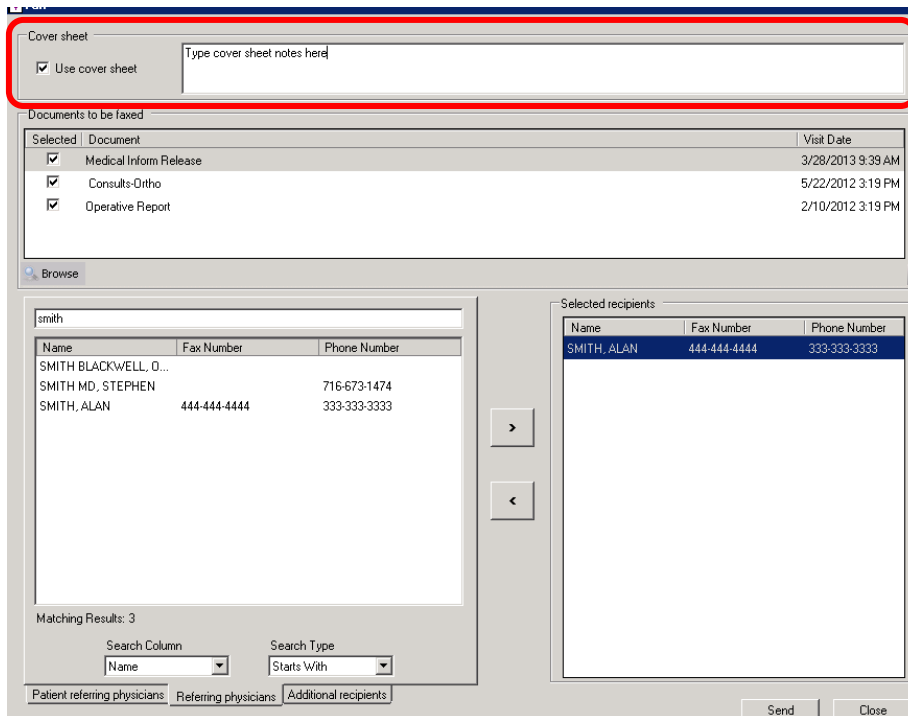 Cover sheet
Use cover sheet
Type cover sheet notes here
Documents to be faxed
Selected Document Visit Date
Medical Inform Release 3/28/2013 9:39 AM
Consults-Ortho 5/22/2012 3:19 PM
Operative Report 2/10/2012 3:19 PM
Browse
smith
Name Fax Number Phone Number
SMITH BLACKWELL, O...
SMITH MD, STEPHEN 716-673-1474
SMITH, ALAN 444-444-4444 333-333-3333
Matching Results: 3
Search Column Search Type
Name Starts With
Patient referring physicians Referring physicians Additional recipients
>
<
Selected recipients
Name Fax Number Phone Number
SMITH, ALAN 444-444-4444 333-333-3333
Send Close